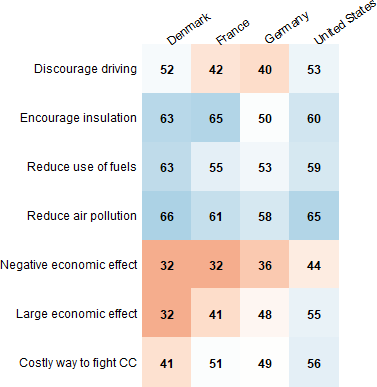 Denmark France Germany United States
Discourage driving 52 42 40 53
Encourage insulation 63 65 50 60
Reduce use of fuels 63 55 53 59
Reduce air pollution 66 61 58 65
Negative economic effect 32 32 36 44
Large economic effect 32 41 48 55
Costly way to fight CC 41 51 49 56